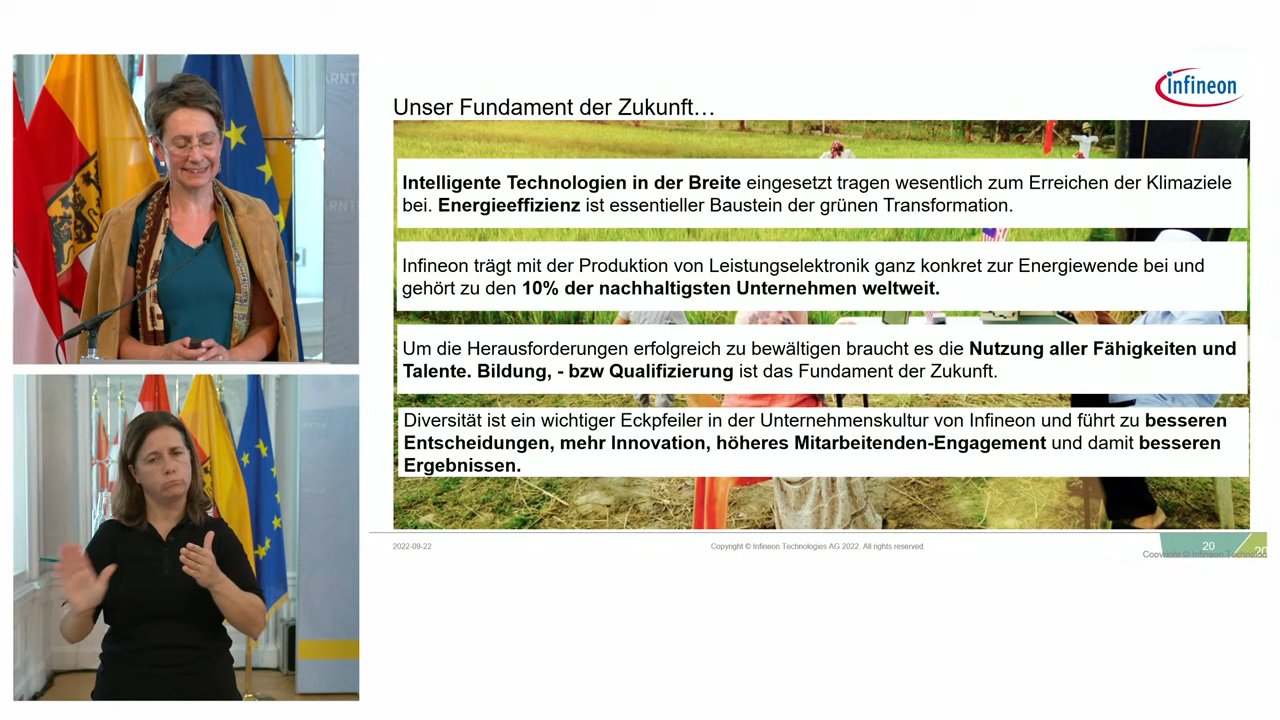 infineon
Unser Fundament der Zukunft…
Intelligente Technologien in der Breite eingesetzt tragen wesentlich zum Erreichen der Klimaziele
bei. Energieeffizienz ist essentieller Baustein der grünen Transformation.
Infineon trägt mit der Produktion von Leistungselektronik ganz konkret zur Energiewende bei und
gehört zu den 10% der nachhaltigsten Unternehmen weltweit.
Um die Herausforderungen erfolgreich zu bewältigen braucht es die Nutzung aller Fähigkeiten und
Talente. Bildung, - bzw Qualifizierung ist das Fundament der Zukunft.
Diversität ist ein wichtiger Eckpfeiler in der Unternehmenskultur von Infineon und führt zu besseren
Entscheidungen, mehr Innovation, höheres Mitarbeitenden-Engagement und damit besseren
Ergebnissen.
2022-09-22
Copyright © Infineon Technologies AG 2022. All rights reserved.
20
20
Copyright © Infineon